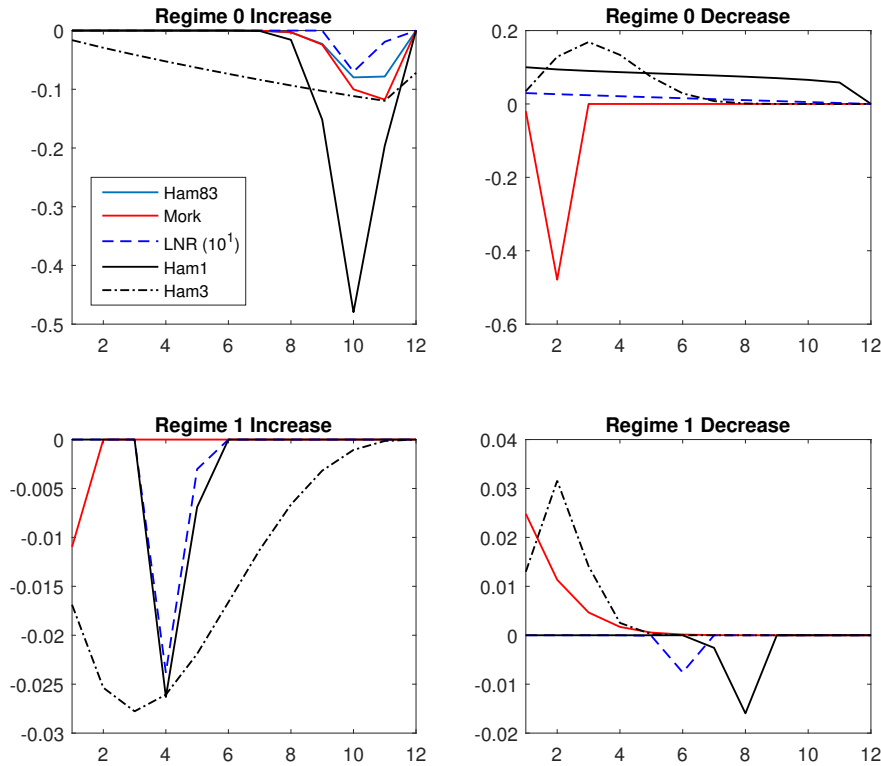 Regime 0 Increase
0
-0.1
-0.2
-0.3
-0.4
-0.5
2 4 6 8 10 12
Ham83
Mork
LNR (10^1)
Ham1
Ham3
Regime 0 Decrease
0.2
0
-0.2
-0.4
-0.6
2 4 6 8 10 12
Regime 1 Increase
0
-0.005
-0.01
-0.015
-0.02
-0.025
-0.03
2 4 6 8 10 12
Regime 1 Decrease
0.04
0.03
0.02
0.01
0
-0.01
-0.02
2 4 6 8 10 12